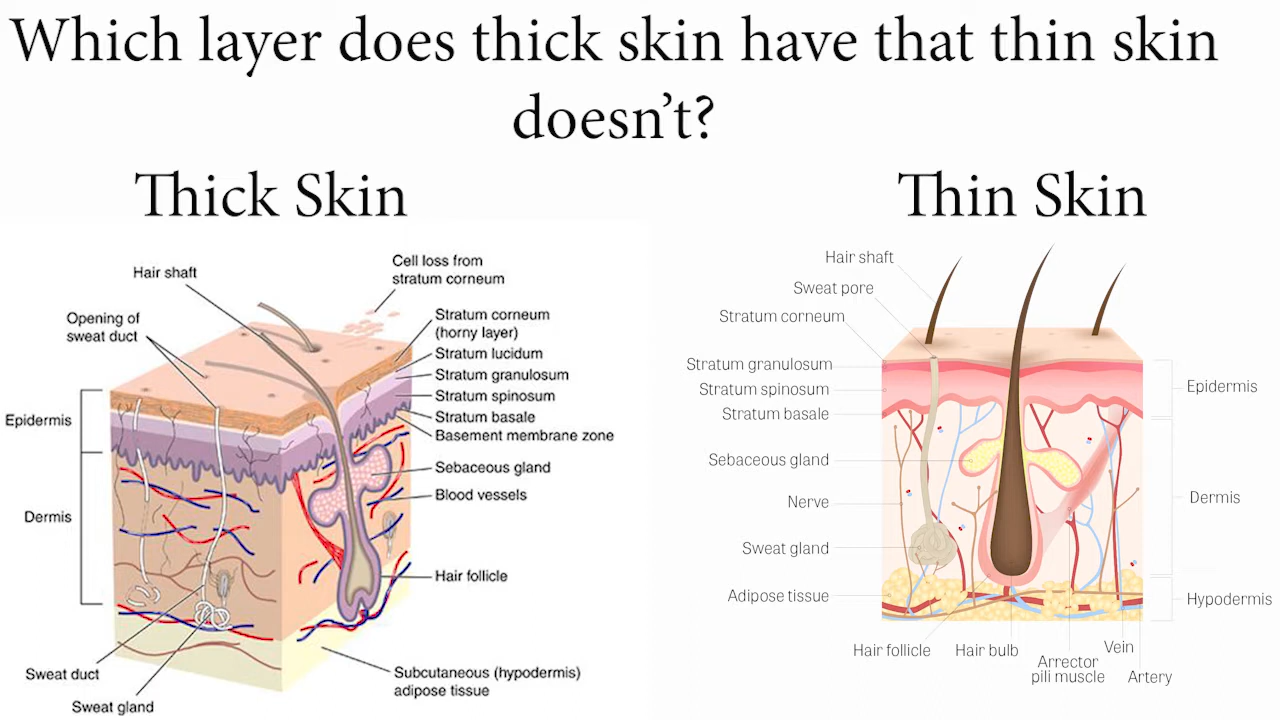 Which layer does thick skin have that thin skin
doesn’t?
Thick Skin
Thin Skin
Hair shaft
Cell loss from
stratum corneum
Opening of
sweat duct
Stratum corneum
(horny layer)
Stratum lucidum
Stratum granulosum
Stratum spinosum
Stratum basale
Basement membrane zone
Epidermis
Sebaceous gland
Blood vessels
Dermis
Hair follicle
Sweat duct
Sweat gland
Subcutaneous (hypodermis)
adipose tissue
Hair shaft
Sweat pore
Stratum corneum
Stratum granulosum
Stratum spinosum
Stratum basale
Sebaceous gland
Nerve
Sweat gland
Adipose tissue
Epidermis
Dermis
Hypodermis
Hair follicle
Hair bulb
Arrector
pili muscle
Vein
Artery